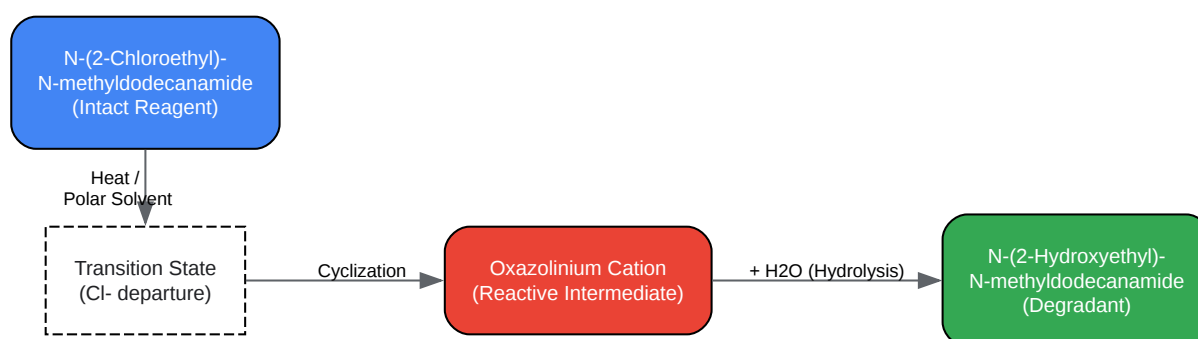 N-(2-Chloroethyl)-
N-methyldodecanamide
(Intact Reagent)
Heat /
Polar Solvent
Transition State
(Cl- departure)
Cyclization
Oxazolinium Cation
(Reactive Intermediate)
+ H2O (Hydrolysis)
N-(2-Hydroxyethyl)-
N-methyldodecanamide
(Degradant)